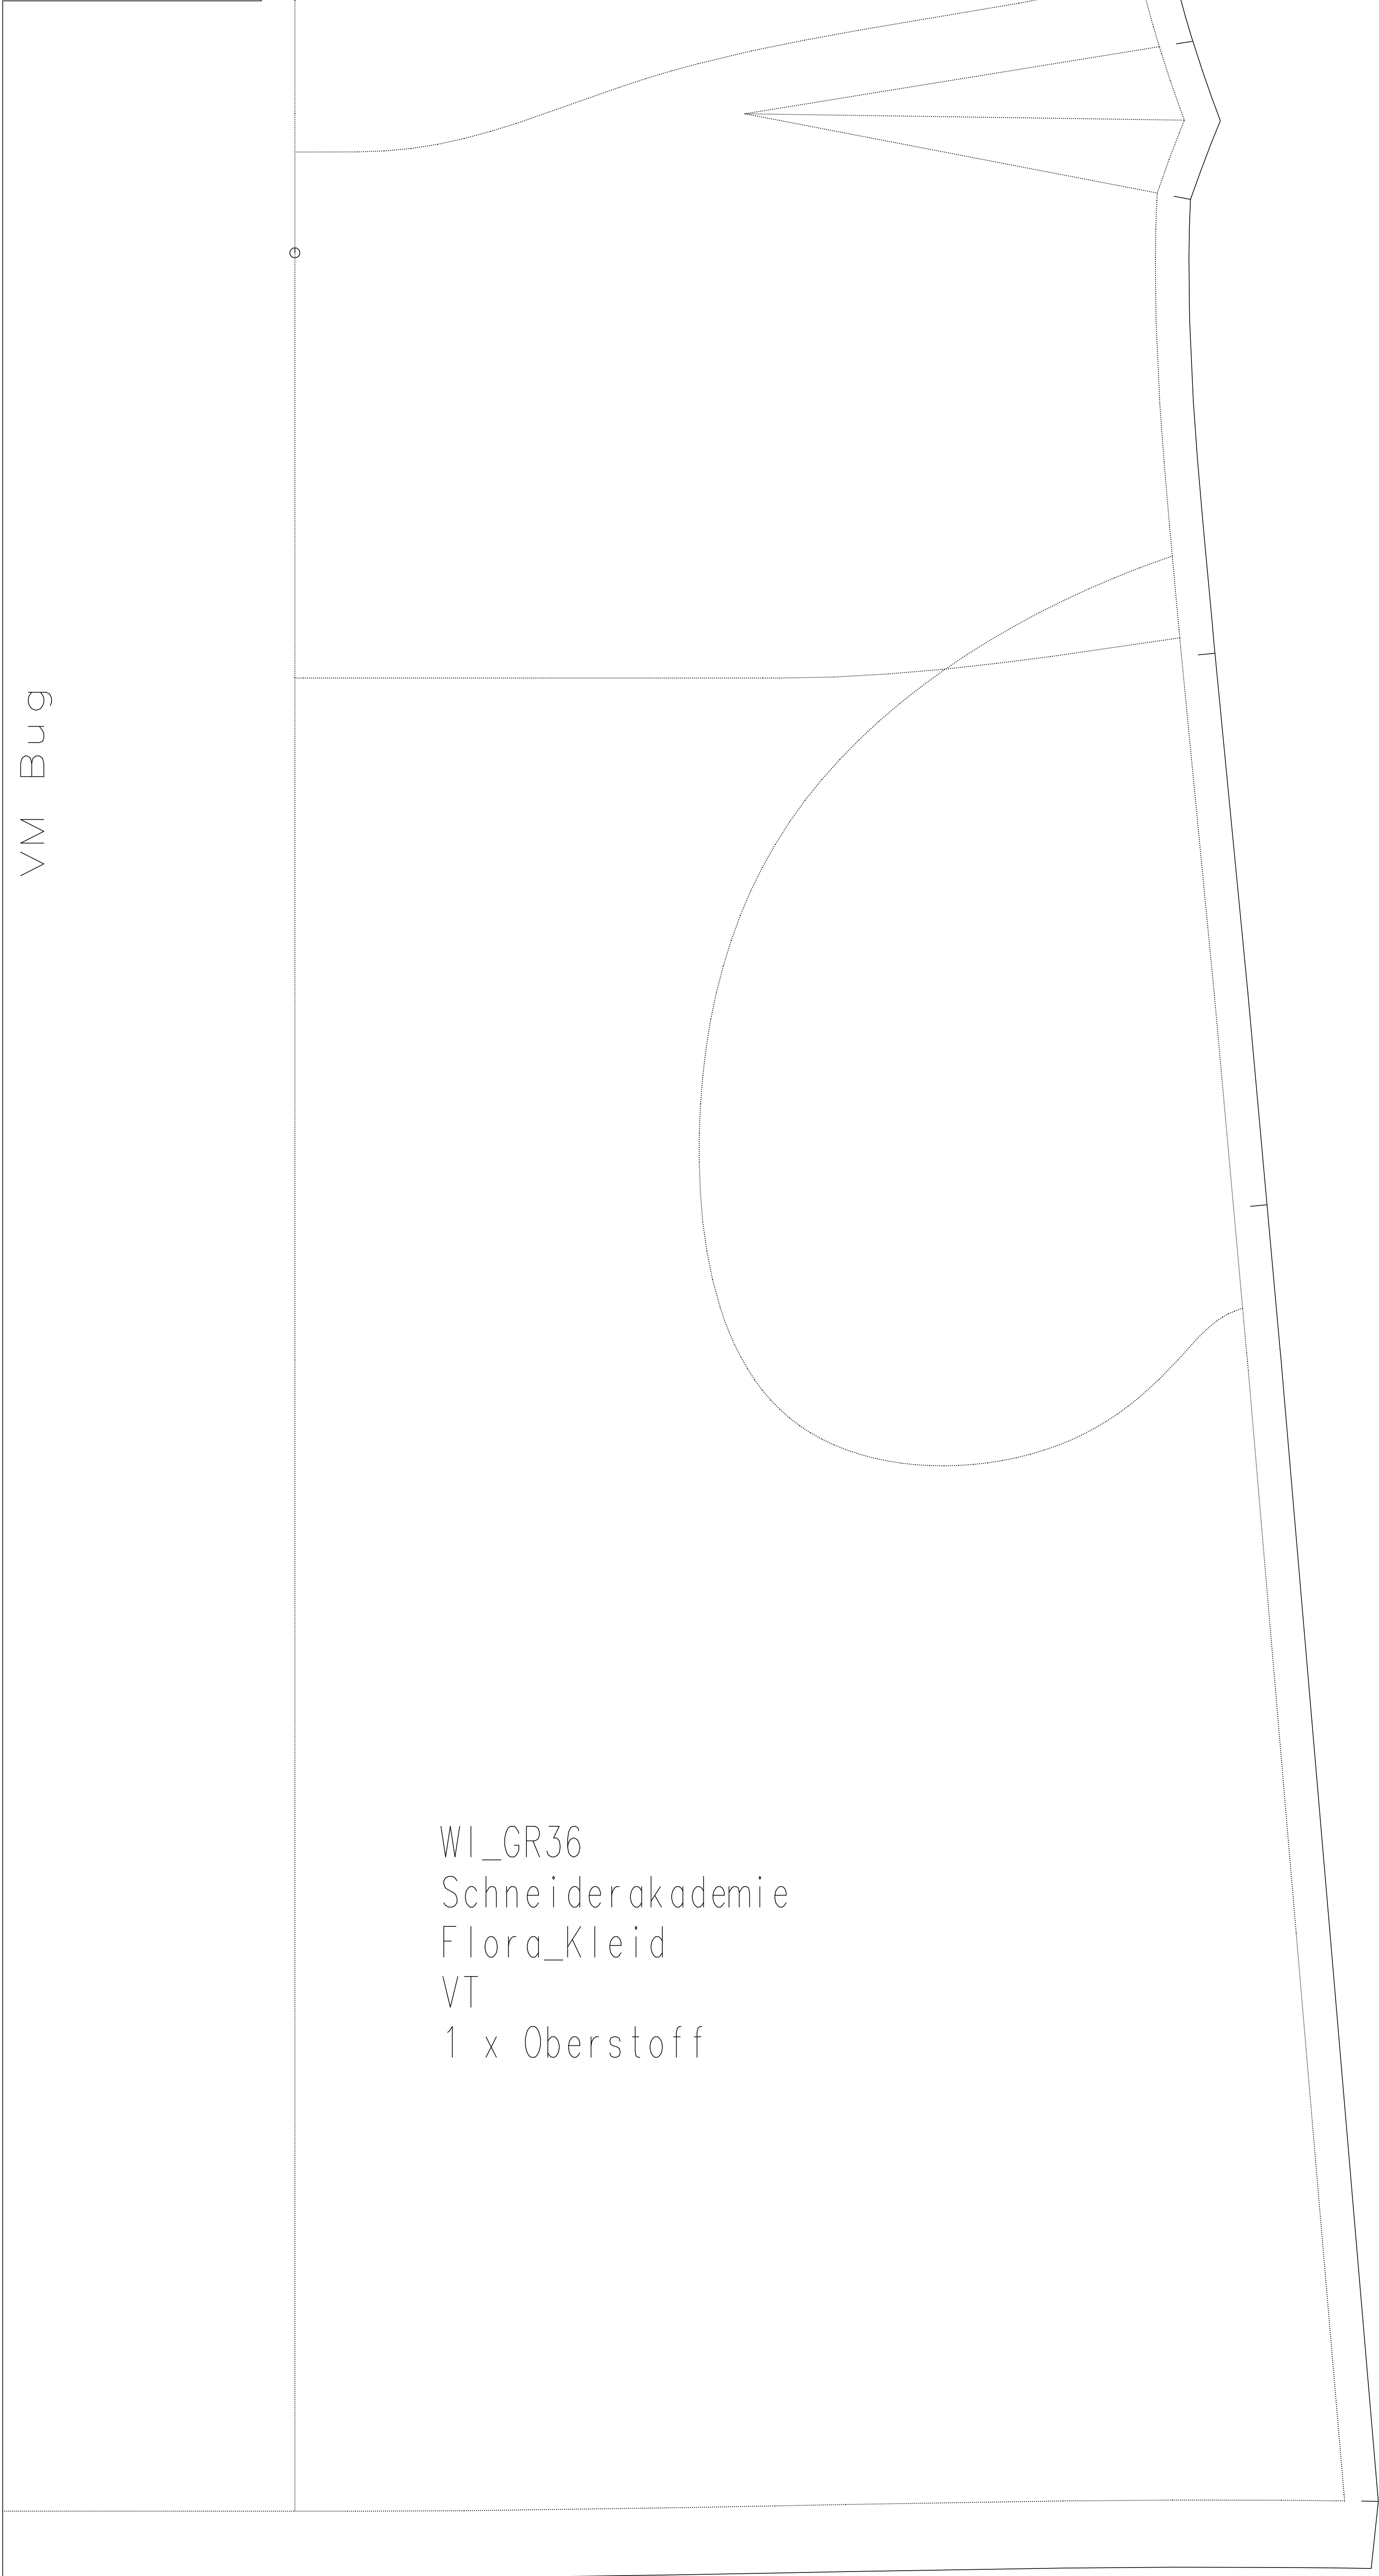 VM Bug
WI_GR36
Schneiderakademie
Flora_Kleid
VT
1 x Oberstoff